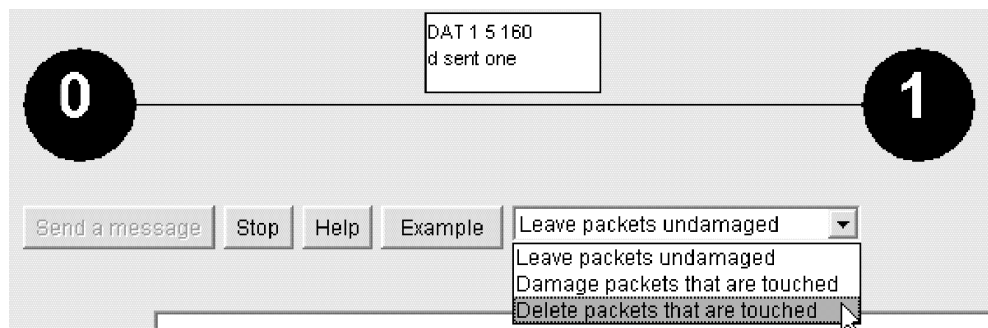 DAT 1 5 160
d sent one
0
1
Send a message
Stop
Help
Example
Leave packets undamaged
Leave packets undamaged
Damage packets that are touched
Delete packets that are touched